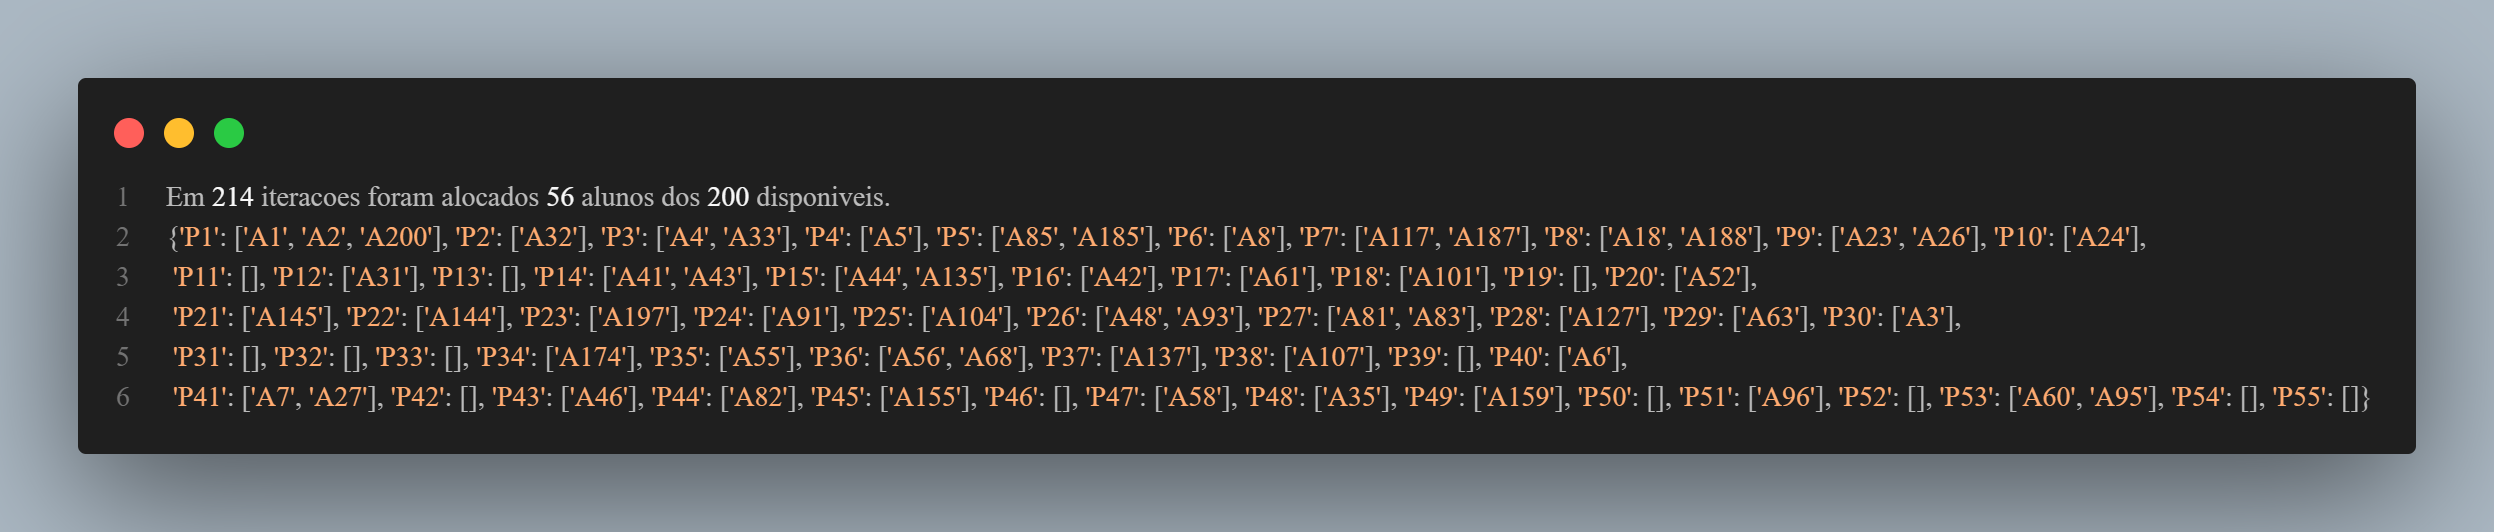 1 Em 214 iteracoes foram alocados 56 alunos dos 200 disponiveis.
2 {'P1': ['A1', 'A2', 'A200'], 'P2': ['A32'], 'P3': ['A4', 'A33'], 'P4': ['A5'], 'P5': ['A85', 'A185'], 'P6': ['A8'], 'P7': ['A117', 'A187'], 'P8': ['A18', 'A188'], 'P9': ['A23', 'A26'], 'P10': ['A24'],
3 'P11': [], 'P12': ['A31'], 'P13': [], 'P14': ['A41', 'A43'], 'P15': ['A44', 'A135'], 'P16': ['A42'], 'P17': ['A61'], 'P18': ['A101'], 'P19': [], 'P20': ['A52'],
4 'P21': ['A145'], 'P22': ['A144'], 'P23': ['A197'], 'P24': ['A91'], 'P25': ['A104'], 'P26': ['A48', 'A93'], 'P27': ['A81', 'A83'], 'P28': ['A127'], 'P29': ['A63'], 'P30': ['A3'],
5 'P31': [], 'P32': [], 'P33': [], 'P34': ['A174'], 'P35': ['A55'], 'P36': ['A56', 'A68'], 'P37': ['A137'], 'P38': ['A107'], 'P39': [], 'P40': ['A6'],
6 'P41': ['A7', 'A27'], 'P42': [], 'P43': ['A46'], 'P44': ['A82'], 'P45': ['A155'], 'P46': [], 'P47': ['A58'], 'P48': ['A35'], 'P49': ['A159'], 'P50': [], 'P51': ['A96'], 'P52': [], 'P53': ['A60', 'A95'], 'P54': [], 'P55': []}